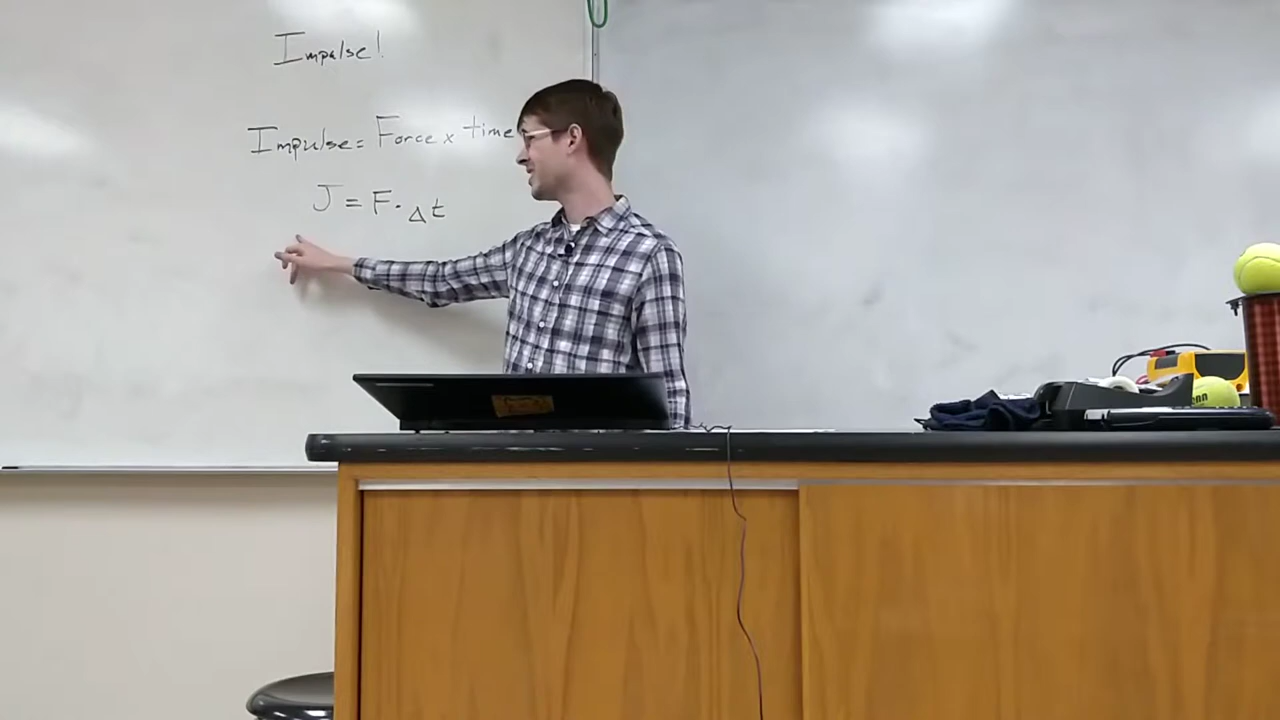 Impulse!
Impulse = Force x time
J = F · Δt